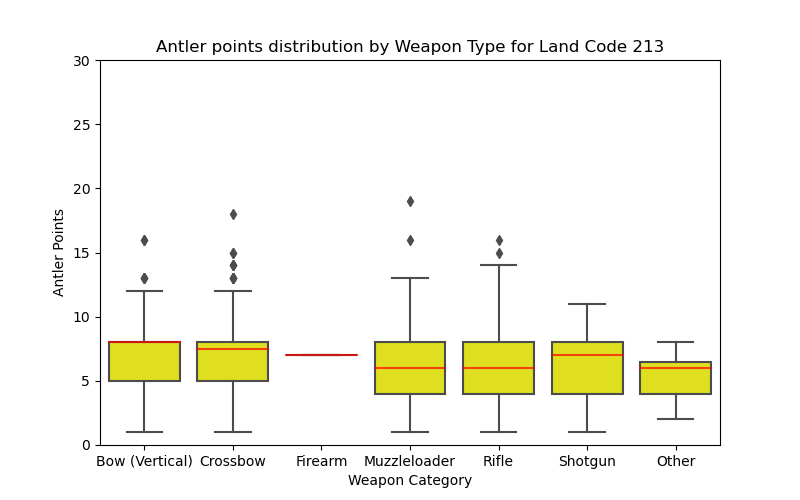 Antler points distribution by Weapon Type for Land Code 213
30
25
20
15
10
5
0
Antler Points
Bow (Vertical) Crossbow Firearm Muzzleloader Rifle Shotgun Other
Weapon Category